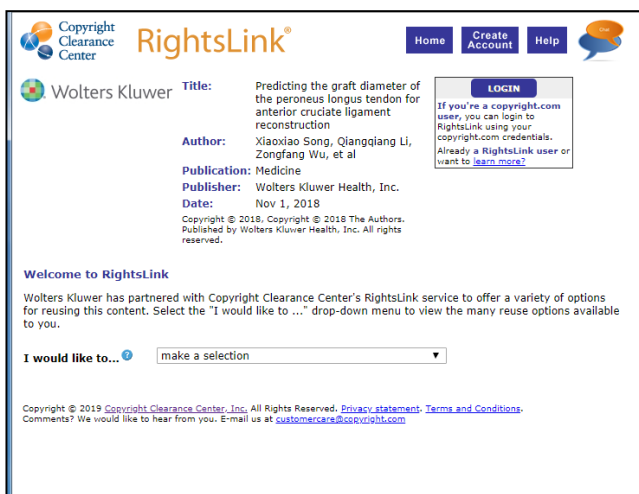 Copyright
Clearance
Center
RightsLink®
Home
Create
Account
Help
Chat
Wolters Kluwer
Title: Predicting the graft diameter of
the peroneus longus tendon for
anterior cruciate ligament
reconstruction
Author: Xiaoxiao Song, Qiangqiang Li,
Zongfang Wu, et al
Publication: Medicine
Publisher: Wolters Kluwer Health, Inc.
Date: Nov 1, 2018
Copyright © 2018, Copyright © 2018 The Authors.
Published by Wolters Kluwer Health, Inc. All rights
reserved.
LOGIN
If you're a copyright.com
user, you can login to
RightsLink using your
copyright.com credentials.
Already a RightsLink user or
want to learn more?
Welcome to RightsLink
Wolters Kluwer has partnered with Copyright Clearance Center's RightsLink service to offer a variety of options
for reusing this content. Select the "I would like to ..." drop-down menu to view the many reuse options available
to you.
I would like to... ? make a selection
Copyright © 2019 Copyright Clearance Center, Inc. All Rights Reserved. Privacy statement. Terms and Conditions.
Comments? We would like to hear from you. E-mail us at customercare@copyright.com